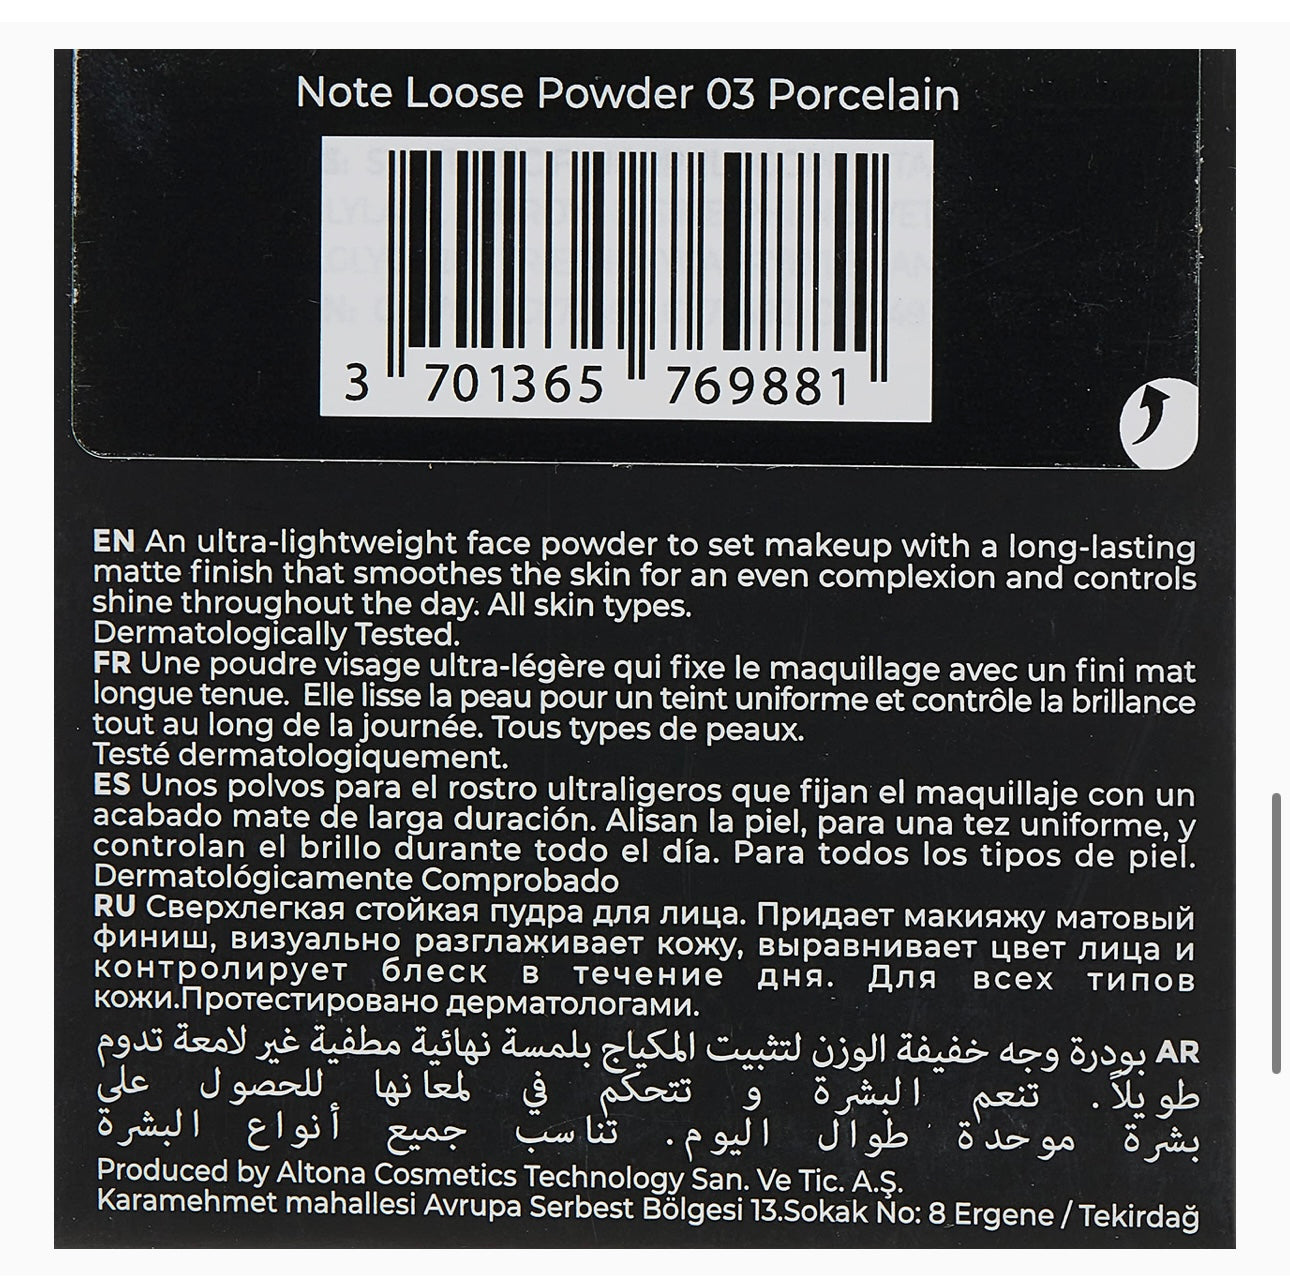 Note Loose Powder 03 Porcelain
3 701365 769881
EN An ultra-lightweight face powder to set makeup with a long-lasting
matte finish that smoothes the skin for an even complexion and controls
shine throughout the day. All skin types.
Dermatologically Tested.
FR Une poudre visage ultra-légère qui fixe le maquillage avec un fini mat
longue tenue. Elle lisse la peau pour un teint uniforme et contrôle la brillance
tout au long de la journée. Tous types de peaux.
Testé dermatologiquement.
ES Unos polvos para el rostro ultraligeros que fijan el maquillaje con un
acabado mate de larga duración. Alisan la piel, para una tez uniforme, y
controlan el brillo durante todo el día. Para todos los tipos de piel.
Dermatológicamente Comprobado
RU Сверхлегкая стойкая пудра для лица. Придает макияжу матовый
финиш, визуально разглаживает кожу, выравнивает цвет лица и
контролирует блеск в течение дня. Для всех типов
кожи.Протестировано дерматологами.
AR بودرة وجه خفيفة الوزن لتثبيت المكياج بلمسة نهائية مطفية غير لامعة تدوم
طويلاً. تنعم البشرة و تتحكم في لمعانها للحصول على
بشرة موحدة طوال اليوم. تناسب جميع أنواع البشرة
Produced by Altona Cosmetics Technology San. Ve Tic. A.Ş.
Karamehmet mahallesi Avrupa Serbest Bölgesi 13.Sokak No: 8 Ergene / Tekirdağ